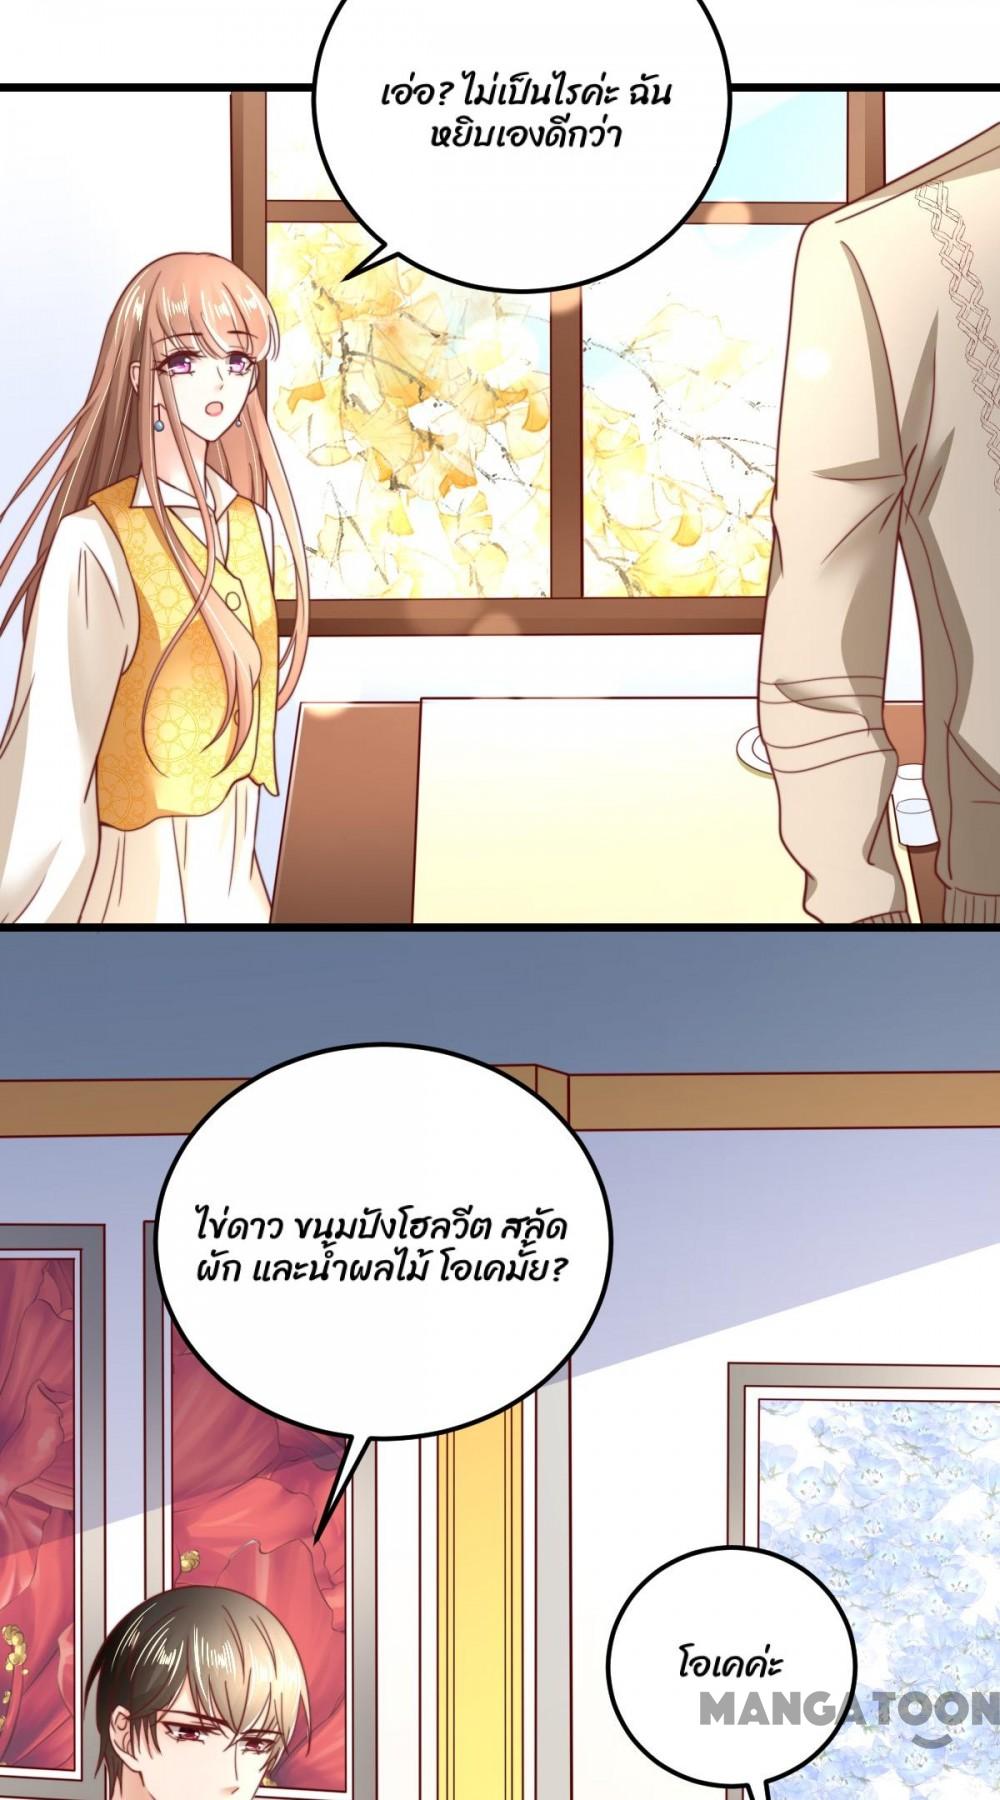 เอ่อ? ไม่เป็นไรค่ะ ฉัน
หยิบเองดีกว่า
ไข่ดาว ขนมปังโฮลวีต สลัด
ผัก และน้ำผลไม้ โอเคมั้ย?
โอเคค่ะ
MANGATOON